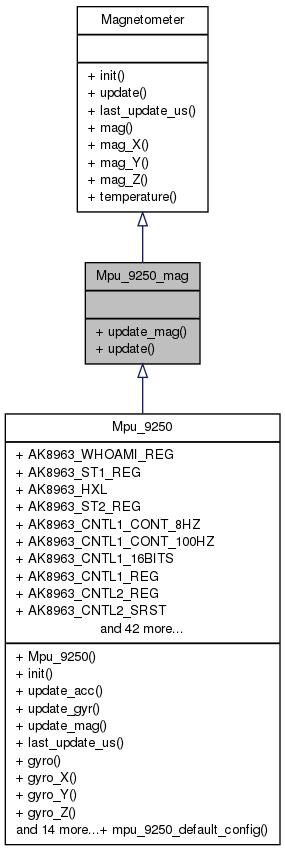 Magnetometer
+ init()
+ update()
+ last_update_us()
+ mag()
+ mag_X()
+ mag_Y()
+ mag_Z()
+ temperature()
Mpu_9250_mag
+ update_mag()
+ update()
Mpu_9250
+ AK8963_WHOAMI_REG
+ AK8963_ST1_REG
+ AK8963_HXL
+ AK8963_ST2_REG
+ AK8963_CNTL1_CONT_8HZ
+ AK8963_CNTL1_CONT_100HZ
+ AK8963_CNTL1_16BITS
+ AK8963_CNTL1_REG
+ AK8963_CNTL2_REG
+ AK8963_CNTL2_SRST
and 42 more...
+ Mpu_9250()
+ init()
+ update_acc()
+ update_gyr()
+ update_mag()
+ last_update_us()
+ gyro()
+ gyro_X()
+ gyro_Y()
+ gyro_Z()
and 14 more...+ mpu_9250_default_config()